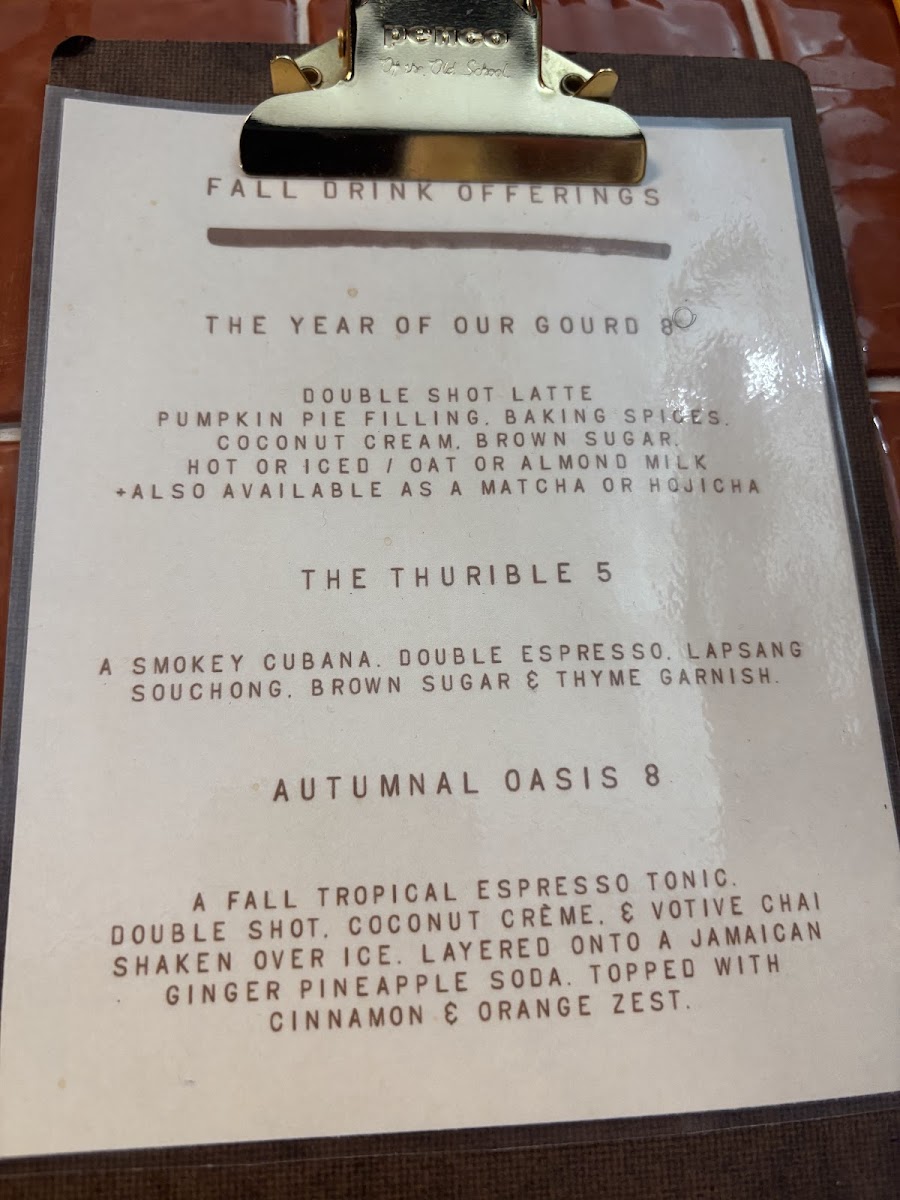 penco
FALL DRINK OFFERINGS
THE YEAR OF OUR GOURD 8
DOUBLE SHOT LATTE
PUMPKIN PIE FILLING, BAKING SPICES,
COCONUT CREAM, BROWN SUGAR.
HOT OR ICED / OAT OR ALMOND MILK
+ALSO AVAILABLE AS A MATCHA OR HOJICHA
THE THURIBLE 5
A SMOKEY CUBANA. DOUBLE ESPRESSO, LAPSANG
SOUCHONG, BROWN SUGAR & THYME GARNISH.
AUTUMNAL OASIS 8
A FALL TROPICAL ESPRESSO TONIC.
DOUBLE SHOT, COCONUT CRÈME, & VOTIVE CHAI
SHAKEN OVER ICE. LAYERED ONTO A JAMAICAN
GINGER PINEAPPLE SODA. TOPPED WITH
CINNAMON & ORANGE ZEST.